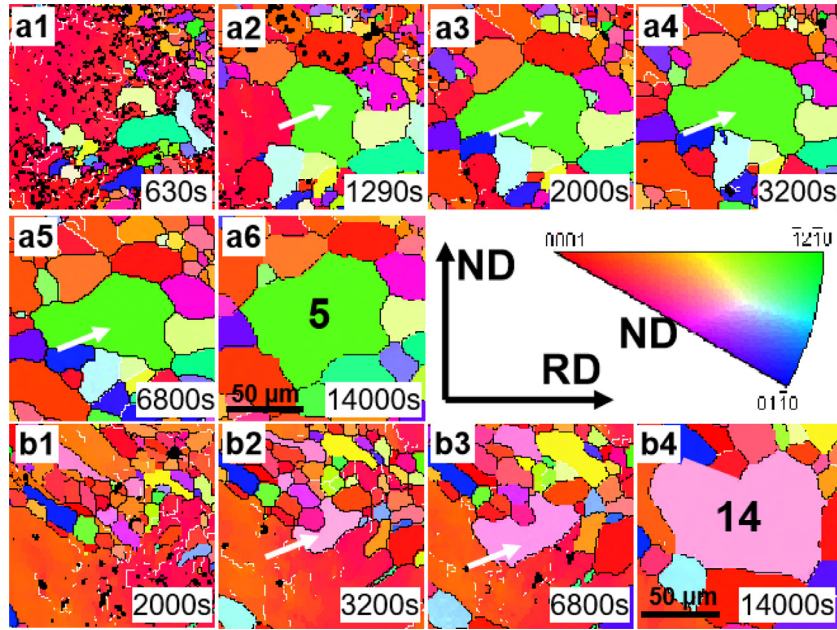 a1
630s
a2
1290s
a3
2000s
a4
3200s
a5
6800s
a6
5
50 µm
14000s
ND
RD
0001
1̄21̄0
ND
011̄0
b1
2000s
b2
3200s
b3
6800s
b4
14
50 µm
14000s